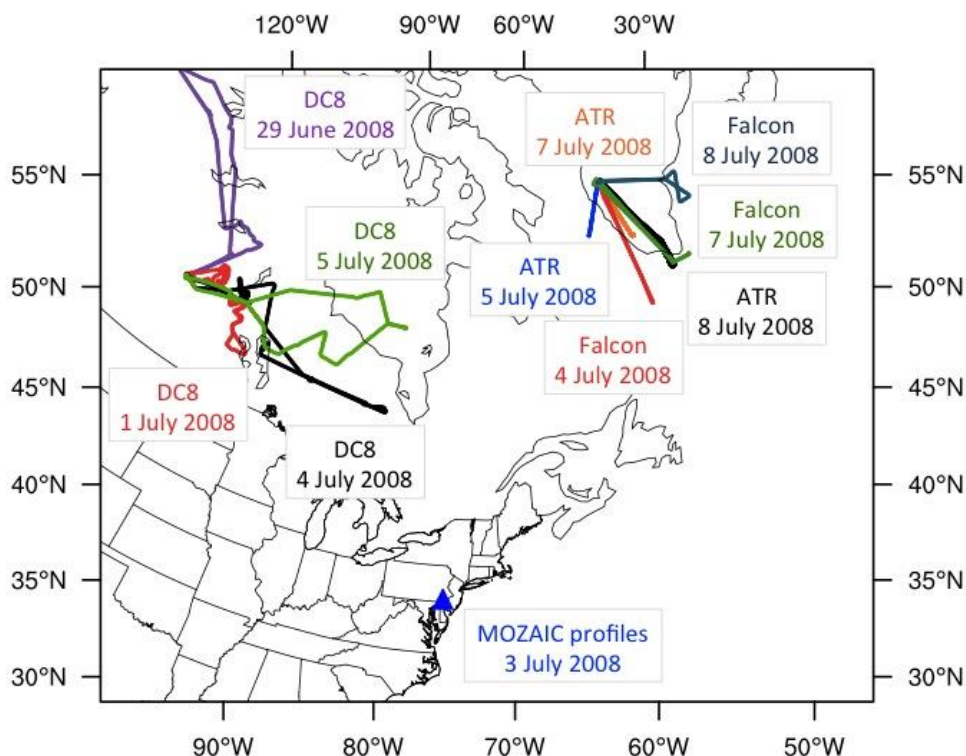 120°W 90°W 60°W 30°W
DC8
29 June 2008
ATR
7 July 2008
Falcon
8 July 2008
55°N
55°N
DC8
5 July 2008
Falcon
7 July 2008
50°N
50°N
ATR
5 July 2008
ATR
8 July 2008
Falcon
4 July 2008
45°N
45°N
DC8
1 July 2008
DC8
4 July 2008
40°N
40°N
35°N
35°N
MOZAIC profiles
3 July 2008
30°N
30°N
90°W 80°W 70°W 60°W 50°W